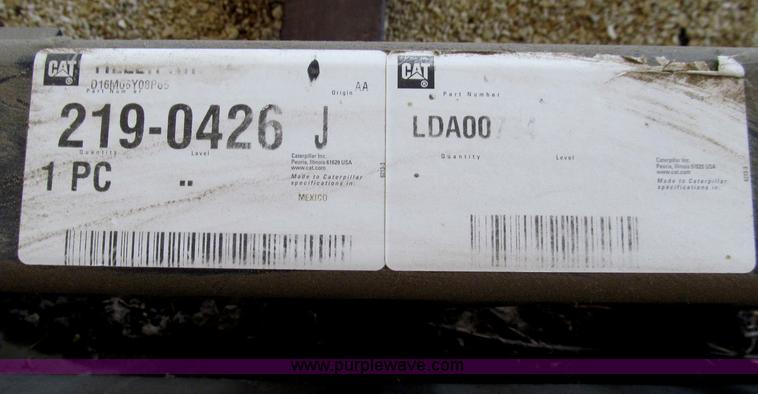 CAT
®
D16M06Y08P05
Part Number
Origin AA
219-0426 J
Quantity Level
1 PC ..
Caterpillar Inc.
Peoria, Illinois 61629 USA
www.cat.com
Made to Caterpillar
specifications in:
MEXICO
CAT
®
Part Number
LDA00
Quantity Level
Caterpillar Inc.
Peoria, Illinois 61629 USA
www.cat.com
Made to Caterpillar
specifications in:
www.purplewave.com